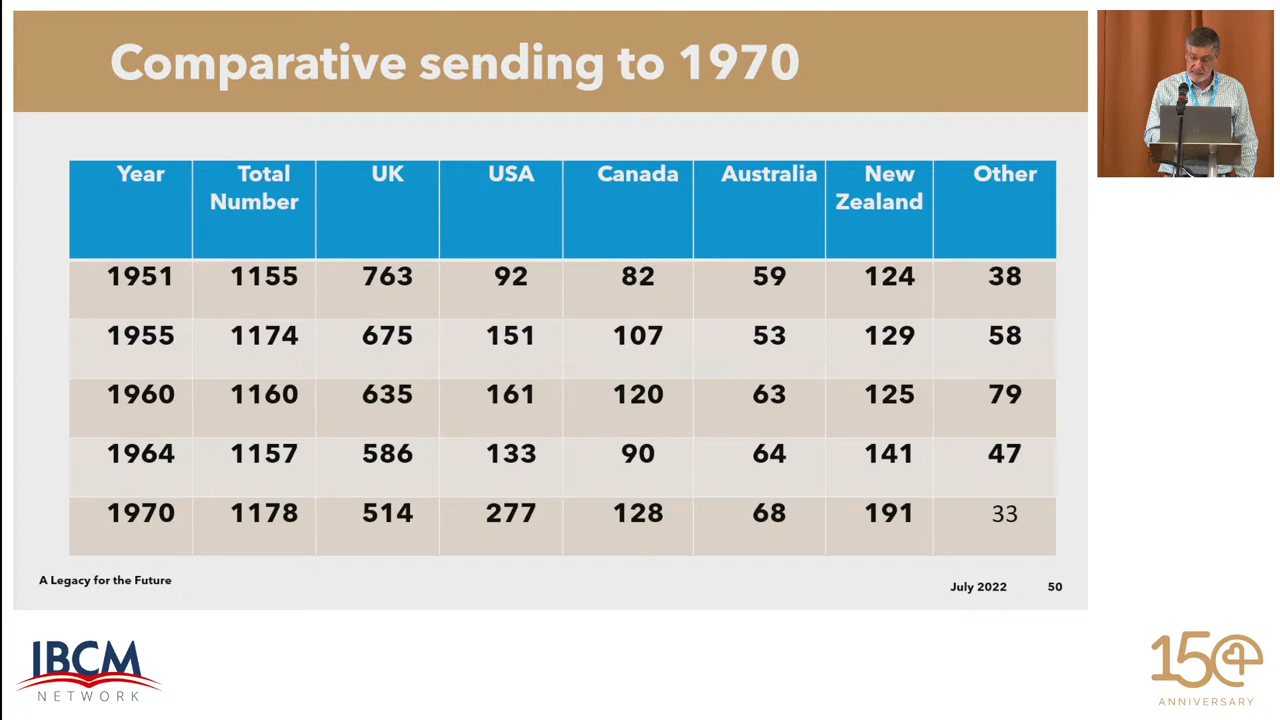 Comparative sending to 1970
Year Total Number UK USA Canada Australia New Zealand Other
1951 1155 763 92 82 59 124 38
1955 1174 675 151 107 53 129 58
1960 1160 635 161 120 63 125 79
1964 1157 586 133 90 64 141 47
1970 1178 514 277 128 68 191 33
A Legacy for the Future
July 2022 50
IBCM
NETWORK
150
ANNIVERSARY